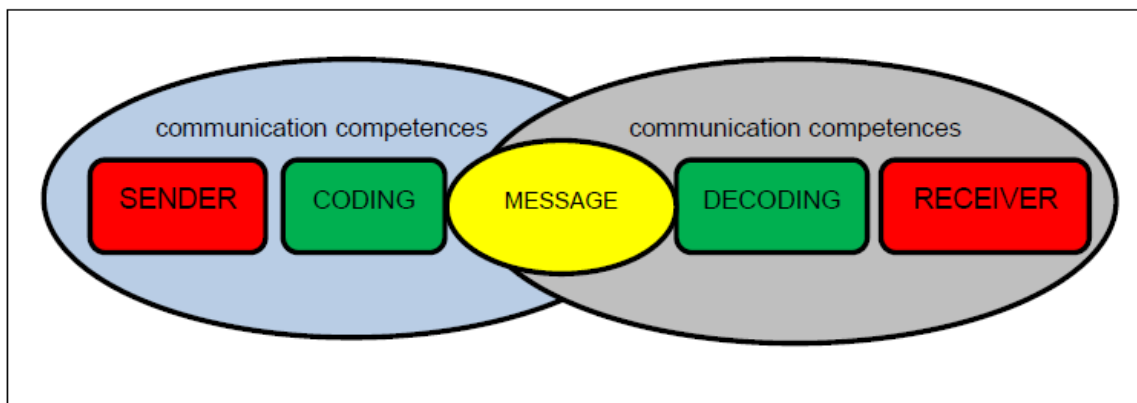 communication competences communication competences
SENDER CODING MESSAGE DECODING RECEIVER